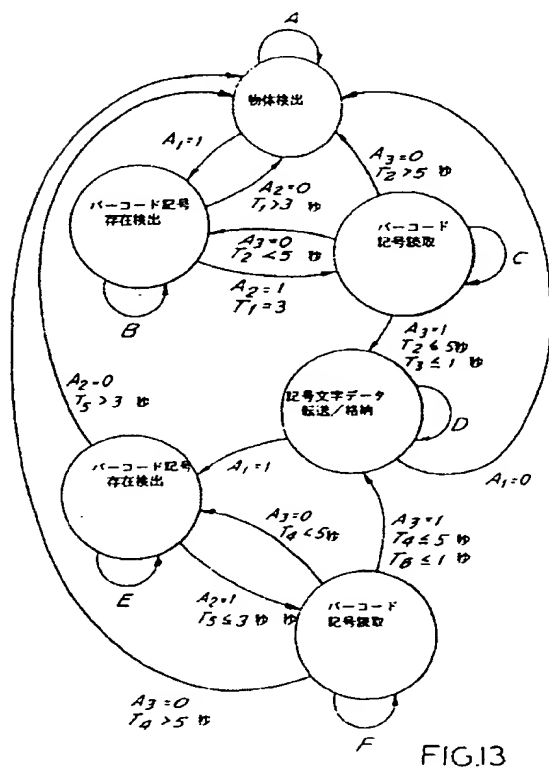 A
物体検出
A1=1
A2=0
T1>3 秒
A3=0
T2>5 秒
バーコード記号
存在検出
バーコード
記号読取
A3=0
T2<5 秒
A2=1
T1=3
B
C
A3=1
T2≤5秒
T3≤1 秒
記号文字データ
転送/格納
D
A2=0
T5>3 秒
バーコード記号
存在検出
A1=1
A1=0
A3=0
T4<5秒
A3=1
T4≤5 秒
T6≤1 秒
E
A2=1
T5≤3 秒 秒
バーコード
記号読取
A3=0
T4>5 秒
F
FIG.13